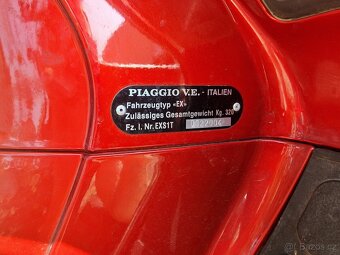 PIAGGIO V.E. - ITALIEN
Fahrzeugtyp «EX»
Zulässiges Gesamtgewicht Kg. 320
Fz. I. Nr. EXS1T